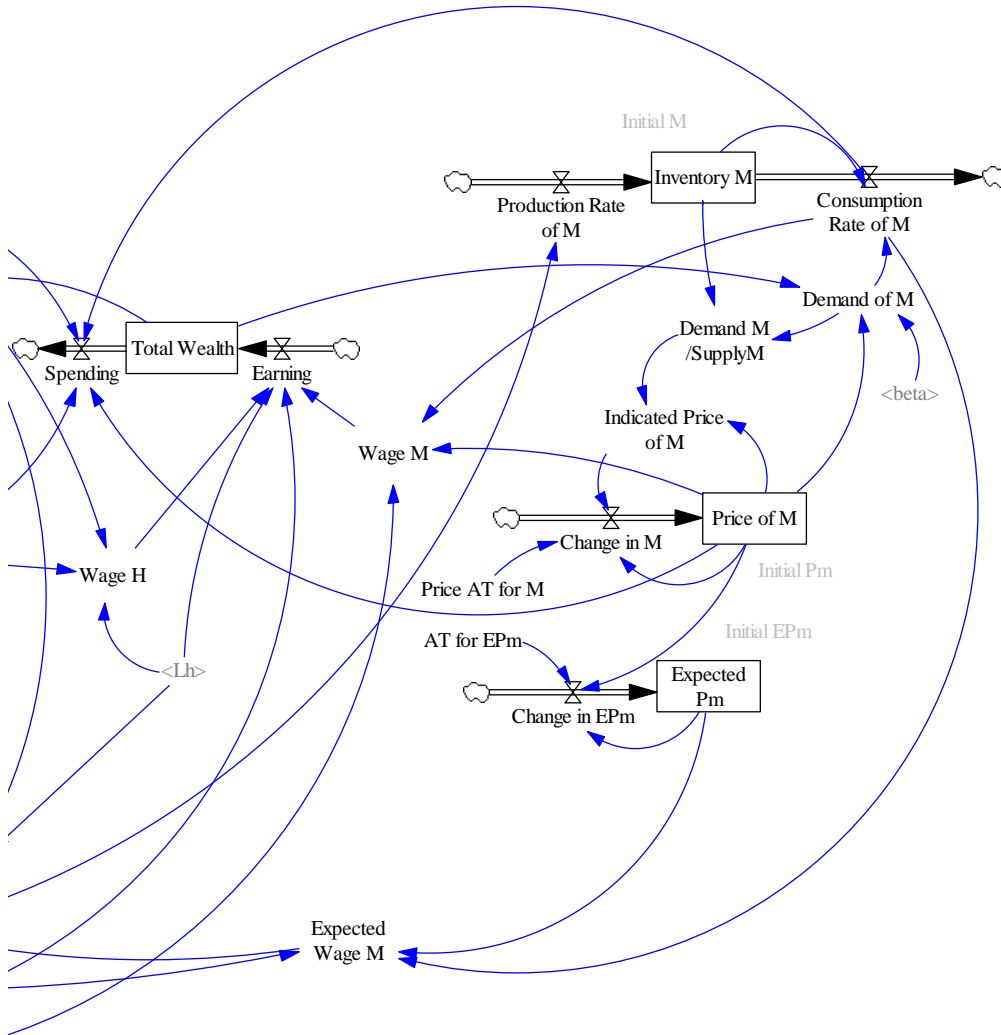 Initial M
Inventory M
Production Rate
of M
Consumption
Rate of M
Demand of M
Total Wealth
Demand M
/SupplyM
Spending
Earning
<beta>
Indicated Price
of M
Wage M
Price of M
Change in M
Wage H
Initial Pm
Price AT for M
Initial EPm
AT for EPm
<Lh>
Expected
Pm
Change in EPm
Expected
Wage M